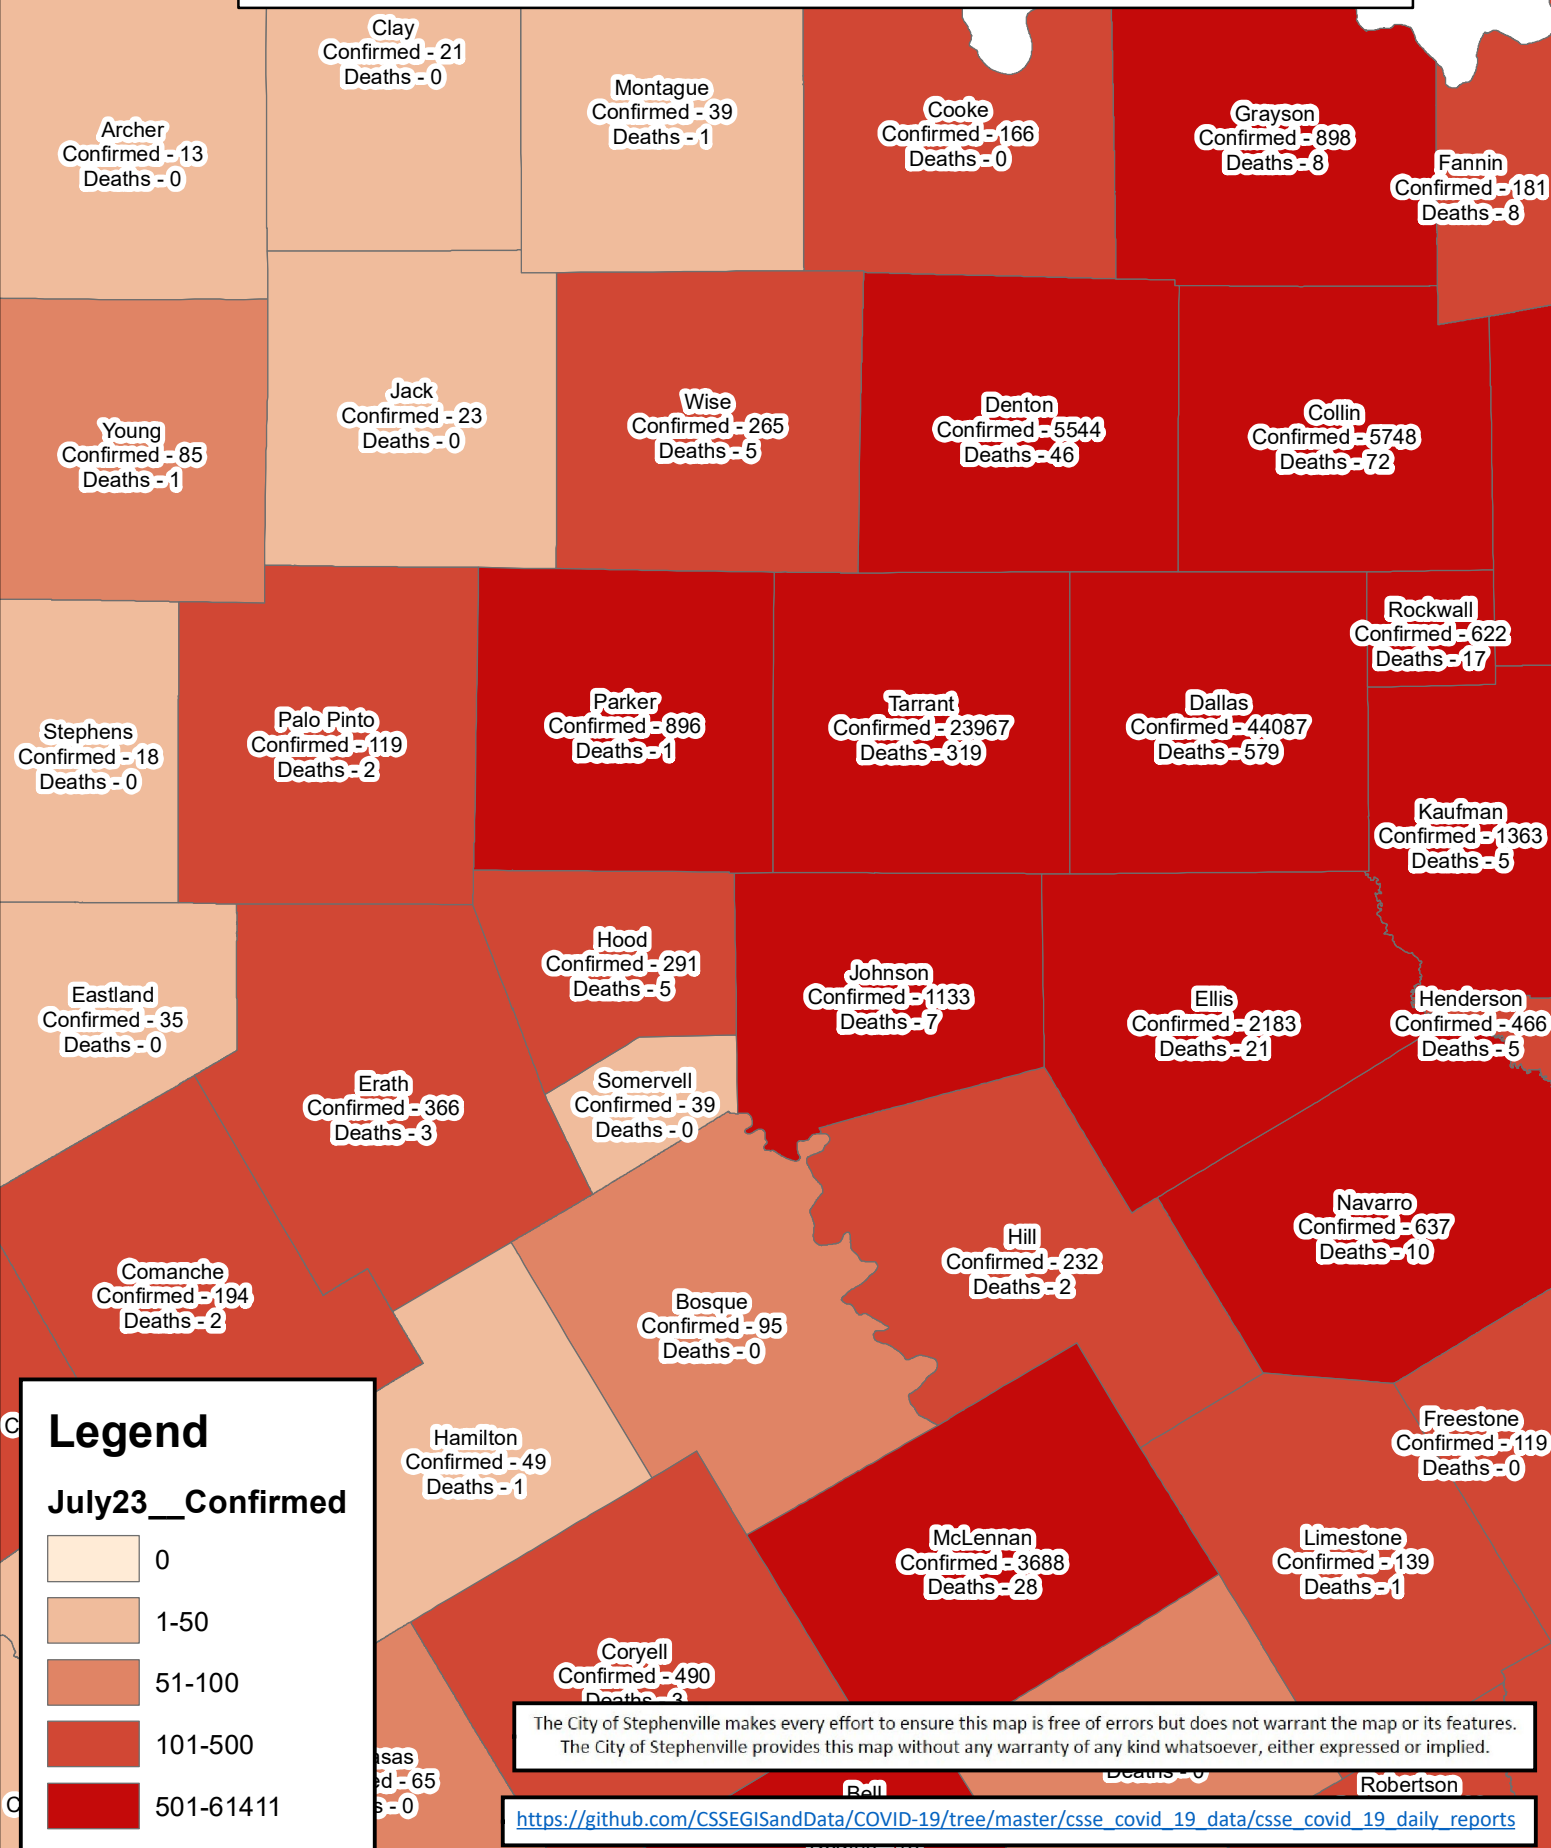 Clay
Confirmed - 21
Deaths - 0
Montague
Confirmed - 39
Deaths - 1
Cooke
Confirmed - 166
Deaths - 0
Grayson
Confirmed - 898
Deaths - 8
Archer
Confirmed - 13
Deaths - 0
Fannin
Confirmed - 181
Deaths - 8
Young
Confirmed - 85
Deaths - 1
Jack
Confirmed - 23
Deaths - 0
Wise
Confirmed - 265
Deaths - 5
Denton
Confirmed - 5544
Deaths - 46
Collin
Confirmed - 5748
Deaths - 72
Rockwall
Confirmed - 622
Deaths - 17
Stephens
Confirmed - 18
Deaths - 0
Palo Pinto
Confirmed - 119
Deaths - 2
Parker
Confirmed - 896
Deaths - 1
Tarrant
Confirmed - 23967
Deaths - 319
Dallas
Confirmed - 44087
Deaths - 579
Kaufman
Confirmed - 1363
Deaths - 5
Eastland
Confirmed - 35
Deaths - 0
Hood
Confirmed - 291
Deaths - 5
Johnson
Confirmed - 1133
Deaths - 7
Ellis
Confirmed - 2183
Deaths - 21
Henderson
Confirmed - 466
Deaths - 5
Erath
Confirmed - 366
Deaths - 3
Somervell
Confirmed - 39
Deaths - 0
Comanche
Confirmed - 194
Deaths - 2
Bosque
Confirmed - 95
Deaths - 0
Hill
Confirmed - 232
Deaths - 2
Navarro
Confirmed - 637
Deaths - 10
Hamilton
Confirmed - 49
Deaths - 1
McLennan
Confirmed - 3688
Deaths - 28
Limestone
Confirmed - 139
Deaths - 1
Freestone
Confirmed - 119
Deaths - 0
Coryell
Confirmed - 490
Deaths - 3
C
C
asas
ed - 65
s - 0
Bell
Deaths - 0
Robertson
Legend
July23__Confirmed
0
1-50
51-100
101-500
501-61411
The City of Stephenville makes every effort to ensure this map is free of errors but does not warrant the map or its features.
The City of Stephenville provides this map without any warranty of any kind whatsoever, either expressed or implied.
https://github.com/CSSEGISandData/COVID-19/tree/master/csse_covid_19_data/csse_covid_19_daily_reports